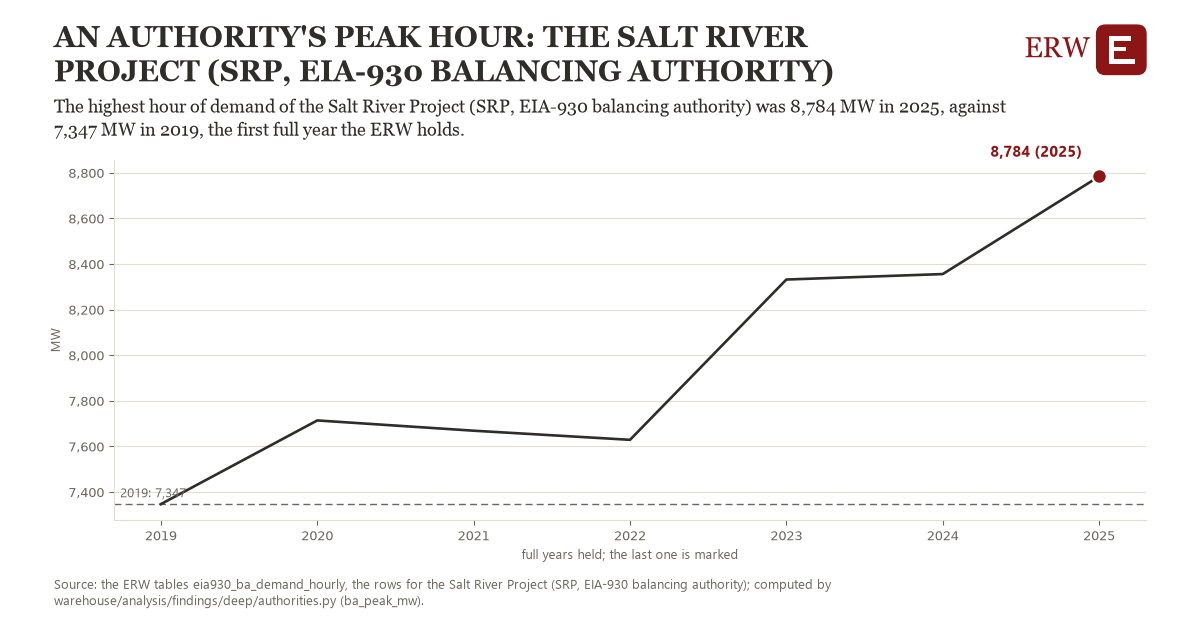 AN AUTHORITY'S PEAK HOUR: THE SALT RIVER
PROJECT (SRP, EIA-930 BALANCING AUTHORITY)
ERW
E
The highest hour of demand of the Salt River Project (SRP, EIA-930 balancing authority) was 8,784 MW in 2025, against
7,347 MW in 2019, the first full year the ERW holds.
8,784 (2025)
8,800
8,600
8,400
8,200
8,000
7,800
7,600
7,400
MW
2019: 7,347
2019
2020
2021
2022
2023
2024
2025
full years held; the last one is marked
Source: the ERW tables eia930_ba_demand_hourly, the rows for the Salt River Project (SRP, EIA-930 balancing authority); computed by
warehouse/analysis/findings/deep/authorities.py (ba_peak_mw).